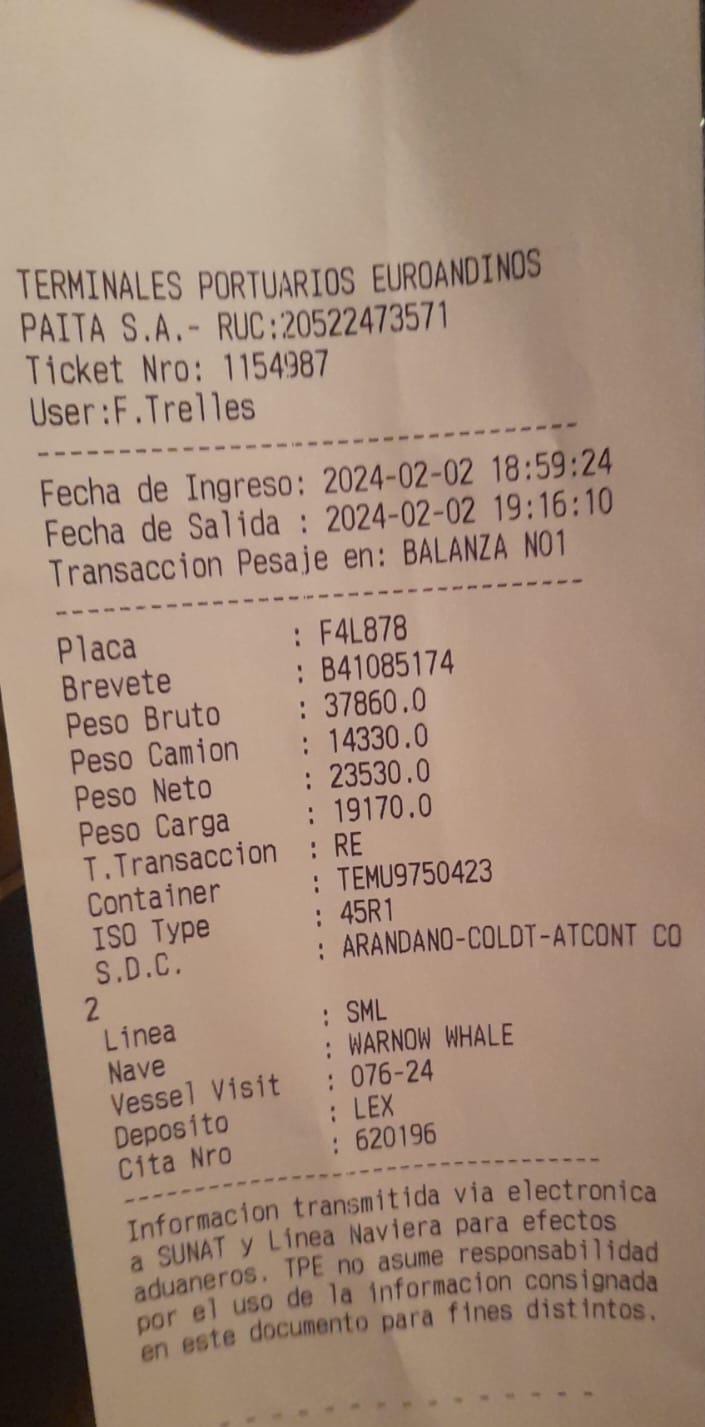 TERMINALES PORTUARIOS EUROANDINOS
PAITA S.A.- RUC:20522473571
Ticket Nro: 1154987
User:F.Trelles
Fecha de Ingreso: 2024-02-02 18:59:24
Fecha de Salida : 2024-02-02 19:16:10
Transaccion Pesaje en: BALANZA NO1
Placa : F4L878
Brevete : B41085174
Peso Bruto : 37860.0
Peso Camion : 14330.0
Peso Neto : 23530.0
Peso Carga : 19170.0
T.Transaccion : RE
Container : TEMU9750423
ISO Type : 45R1
S.D.C. : ARANDANO-COLDT-ATCONT CO
2
Linea : SML
Nave : WARNOW WHALE
Vessel Visit : 076-24
Deposito : LEX
Cita Nro : 620196
Informacion transmitida via electronica
a SUNAT y Linea Naviera para efectos
aduaneros. TPE no asume responsabilidad
por el uso de la informacion consignada
en este documento para fines distintos.